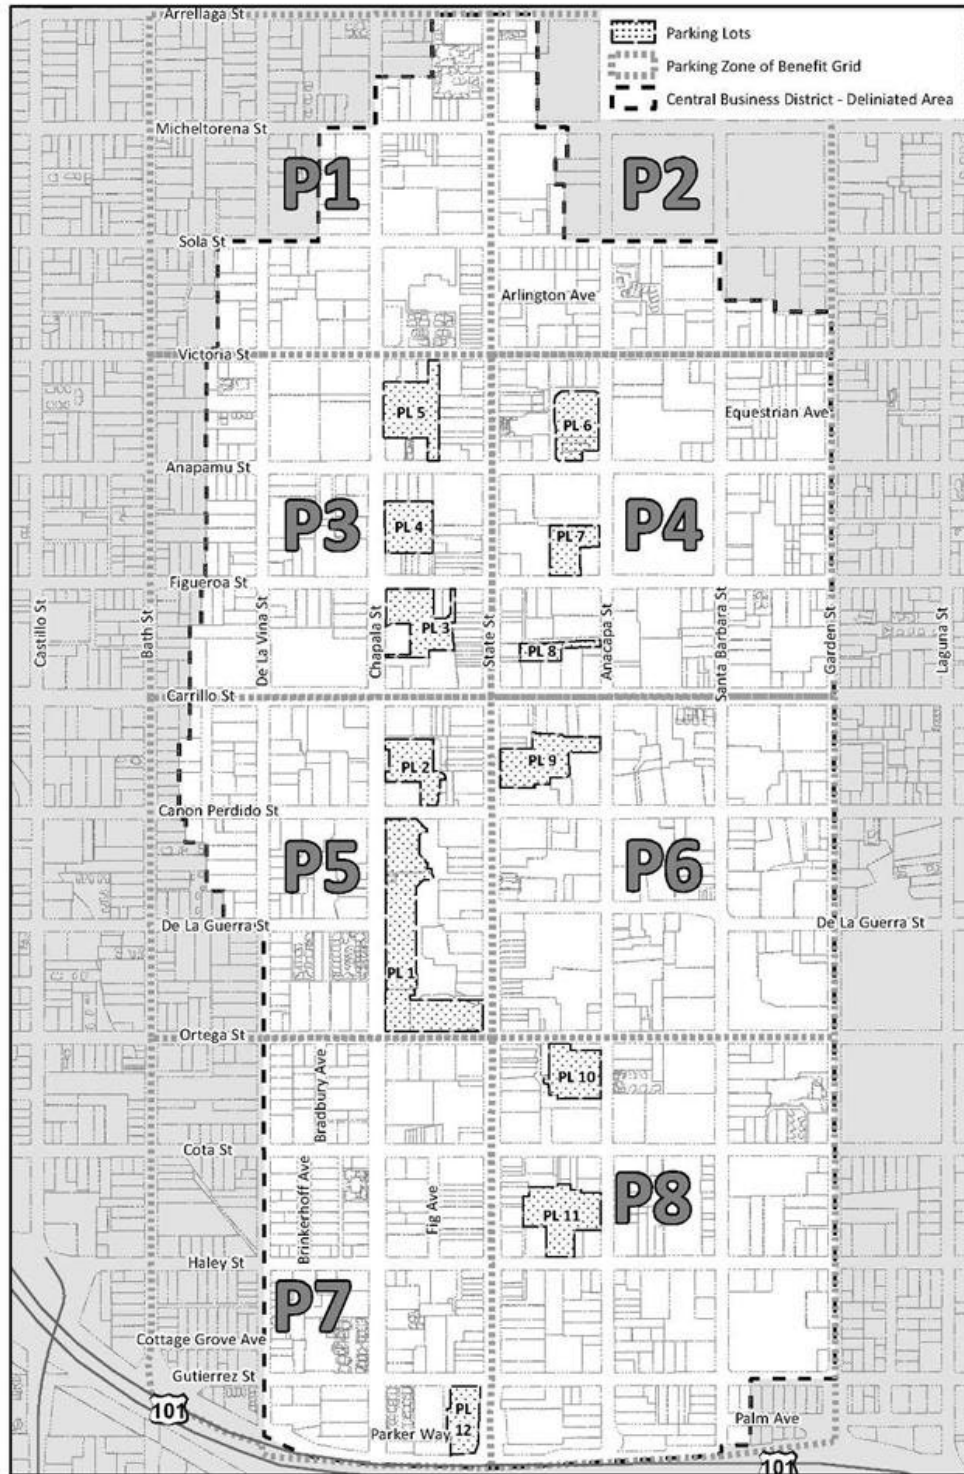 Arrellaga St
Parking Lots
Parking Zone of Benefit Grid
Central Business District - Deliniated Area
Micheltorena St
P1
P2
Sola St
Arlington Ave
Victoria St
PL 5
PL 6
Equestrian Ave
Anapamu St
P3
PL 4
PL 7
P4
Figueroa St
Castillo St
Bath St
De La Vina St
Chapala St
PL 3
State St
PL 8
Anacapa St
Santa Barbara St
Garden St
Laguna St
Carrillo St
PL 2
PL 9
Canon Perdido St
P5
P6
De La Guerra St
De La Guerra St
PL 1
Ortega St
Bradbury Ave
PL 10
Cota St
Brinkerhoff Ave
Fig Ave
PL 11
P8
Haley St
P7
Cottage Grove Ave
Gutierrez St
101
Parker Way
PL
12
Palm Ave
101